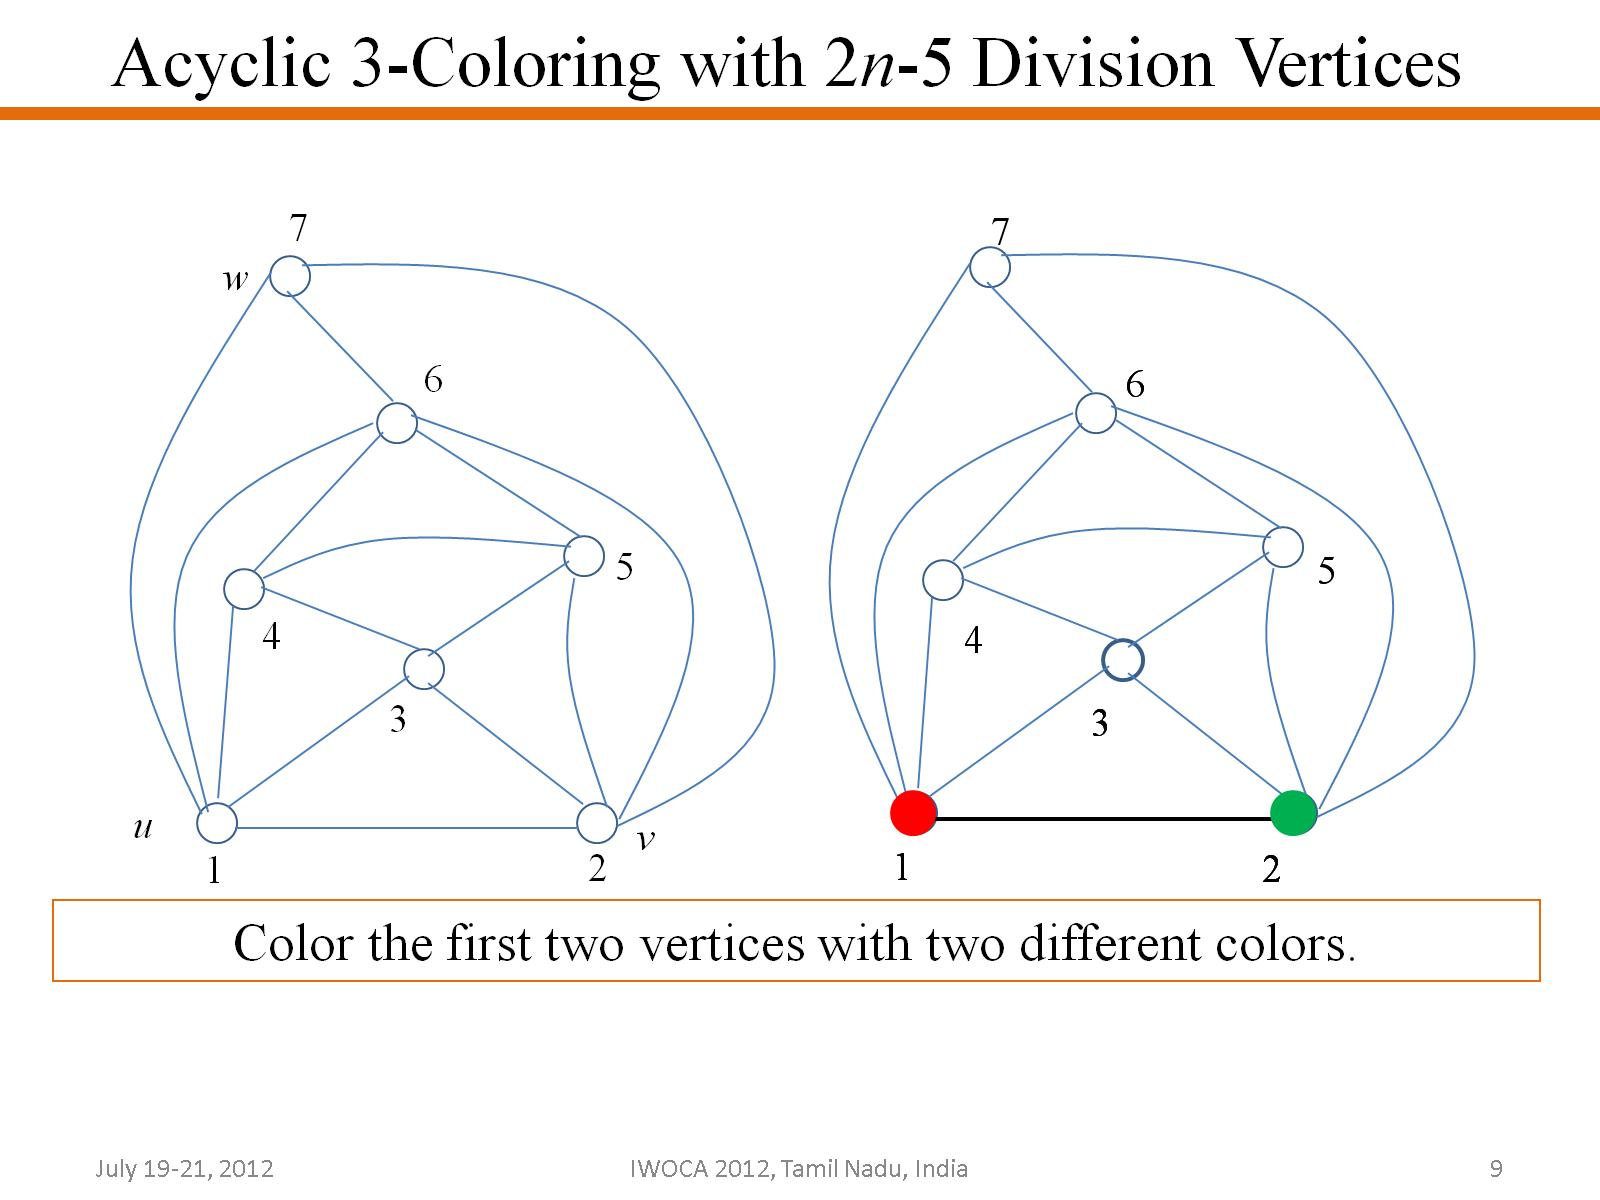 Acyclic 3-Coloring with 2n-5 Division Vertices
7
w
6
5
4
3
u
1
2
v
7
6
5
4
3
1
2
Color the first two vertices with two different colors.
July 19-21, 2012
IWOCA 2012, Tamil Nadu, India
9